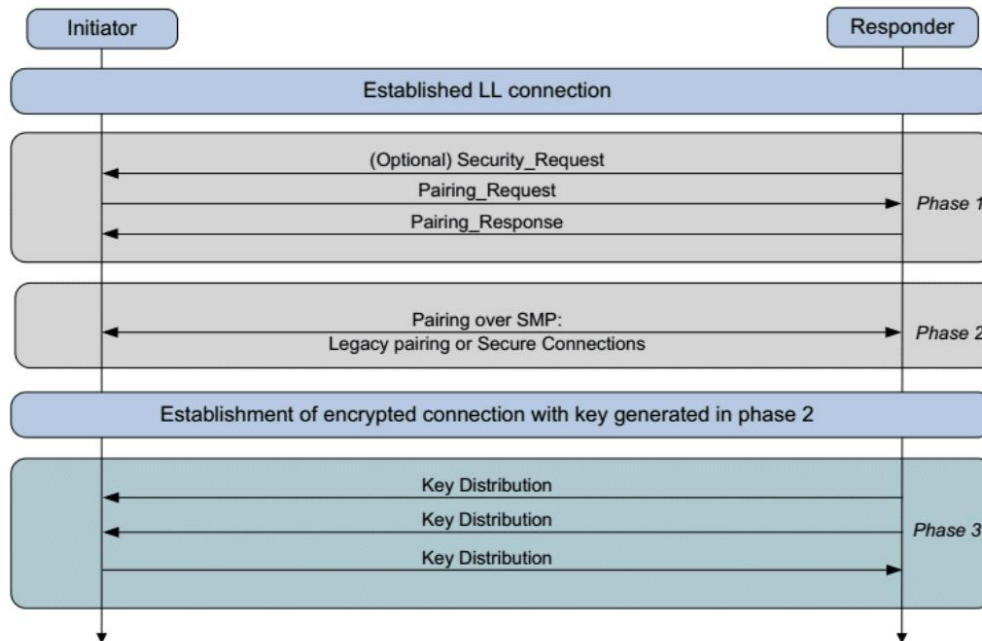 Initiator
Responder
Established LL connection
(Optional) Security_Request
Pairing_Request
Phase 1
Pairing_Response
Pairing over SMP:
Phase 2
Legacy pairing or Secure Connections
Establishment of encrypted connection with key generated in phase 2
Key Distribution
Key Distribution
Phase 3
Key Distribution